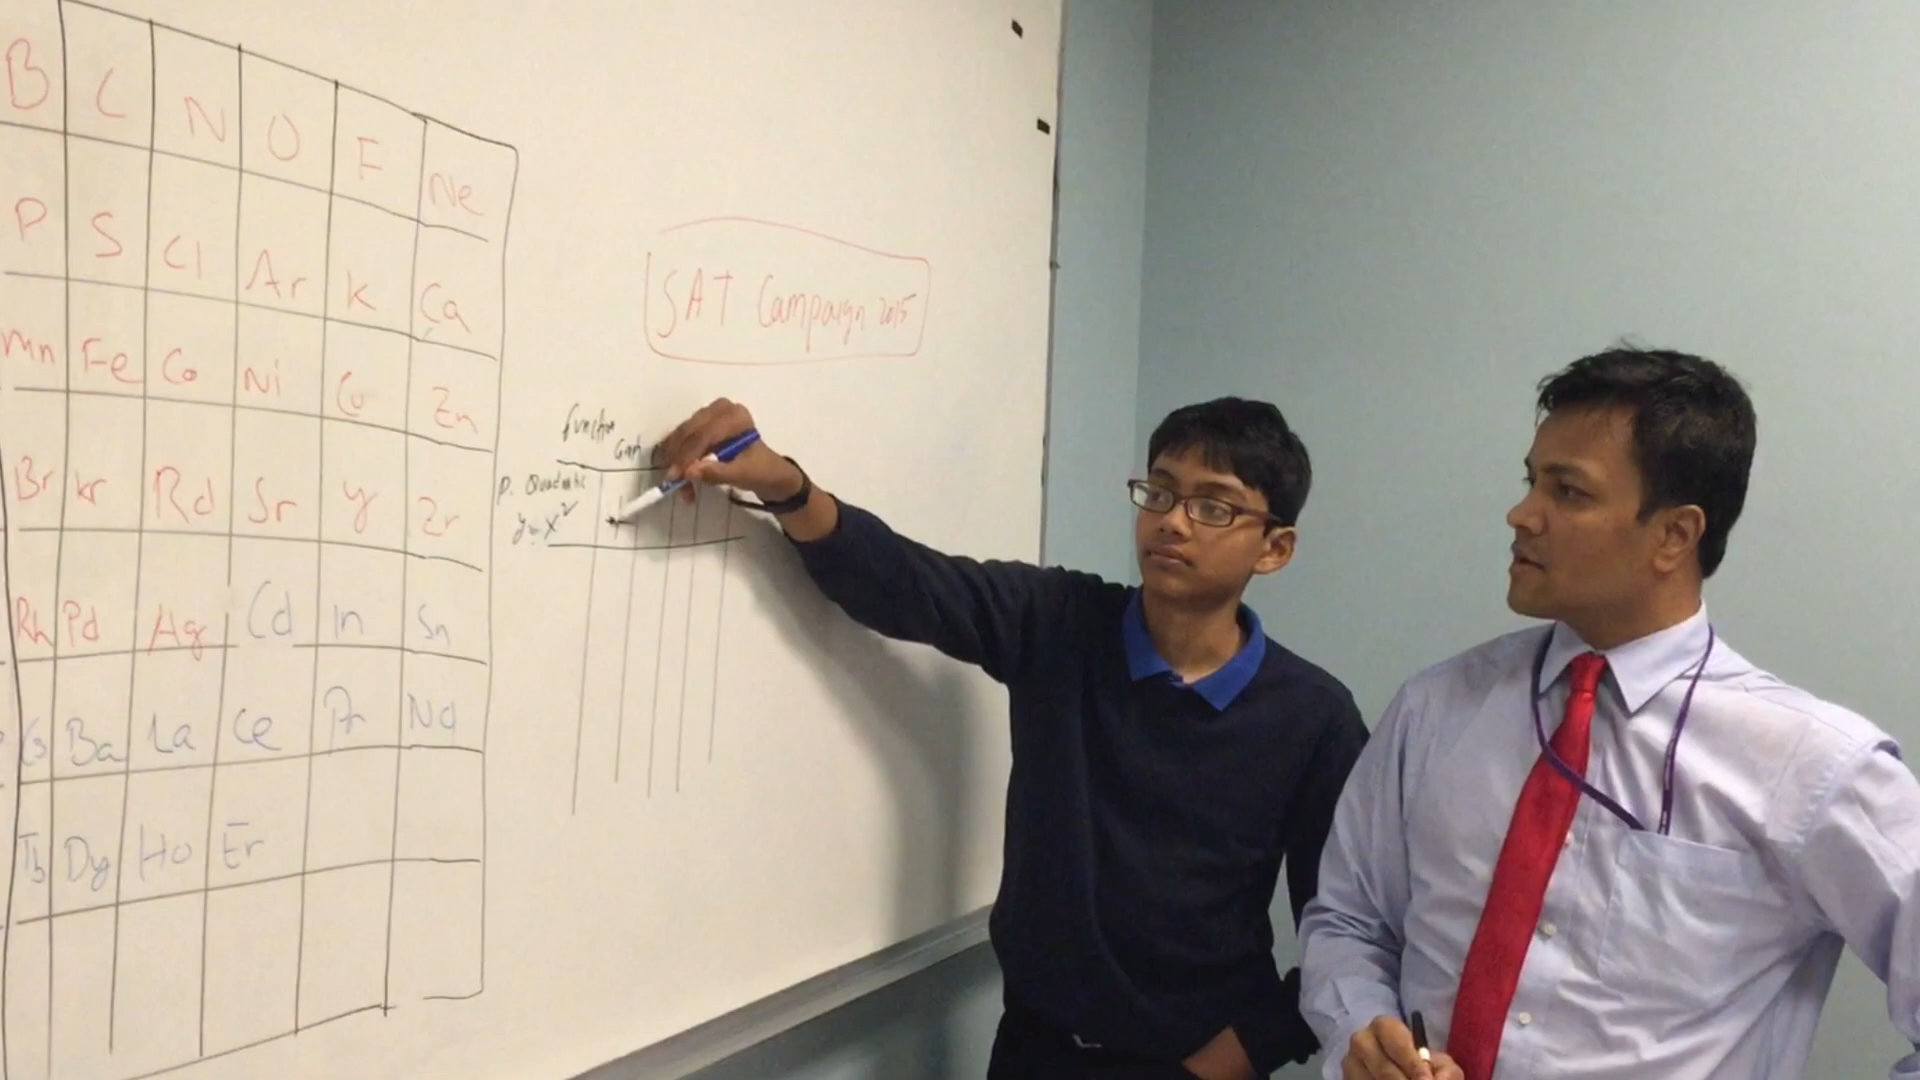 B C N O F Ne
P S Cl Ar K Ca
Mn Fe Co Ni Cu Zn
Br Kr Rd Sr y Zr
Rh Pd Ag Cd In Sn
Cs Ba La Ce Pr Nd
Tb Dy Ho Er
SAT Campaign 2015
function
P. Quadratic
y = x²